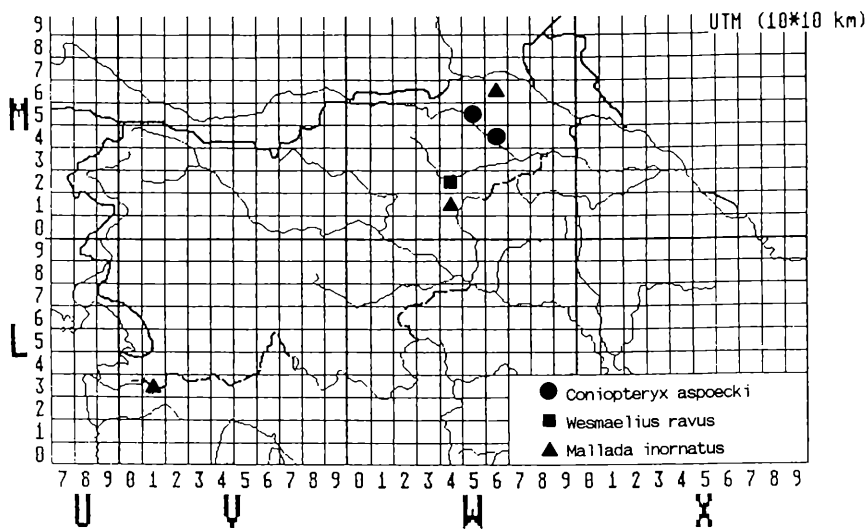 UTM (10*10 km)
9
8
7
6
M
5
4
3
2
1
0
9
8
7
6
5
L
4
3
2
1
0
● Coniopteryx aspoecki
■ Wesmaelius ravus
▲ Mallada inornatus
7 8 9 0 1 2 3 4 5 6 7 8 9 0 1 2 3 4 5 6 7 8 9 0 1 2 3 4 5 6 7 8 9
U V W X